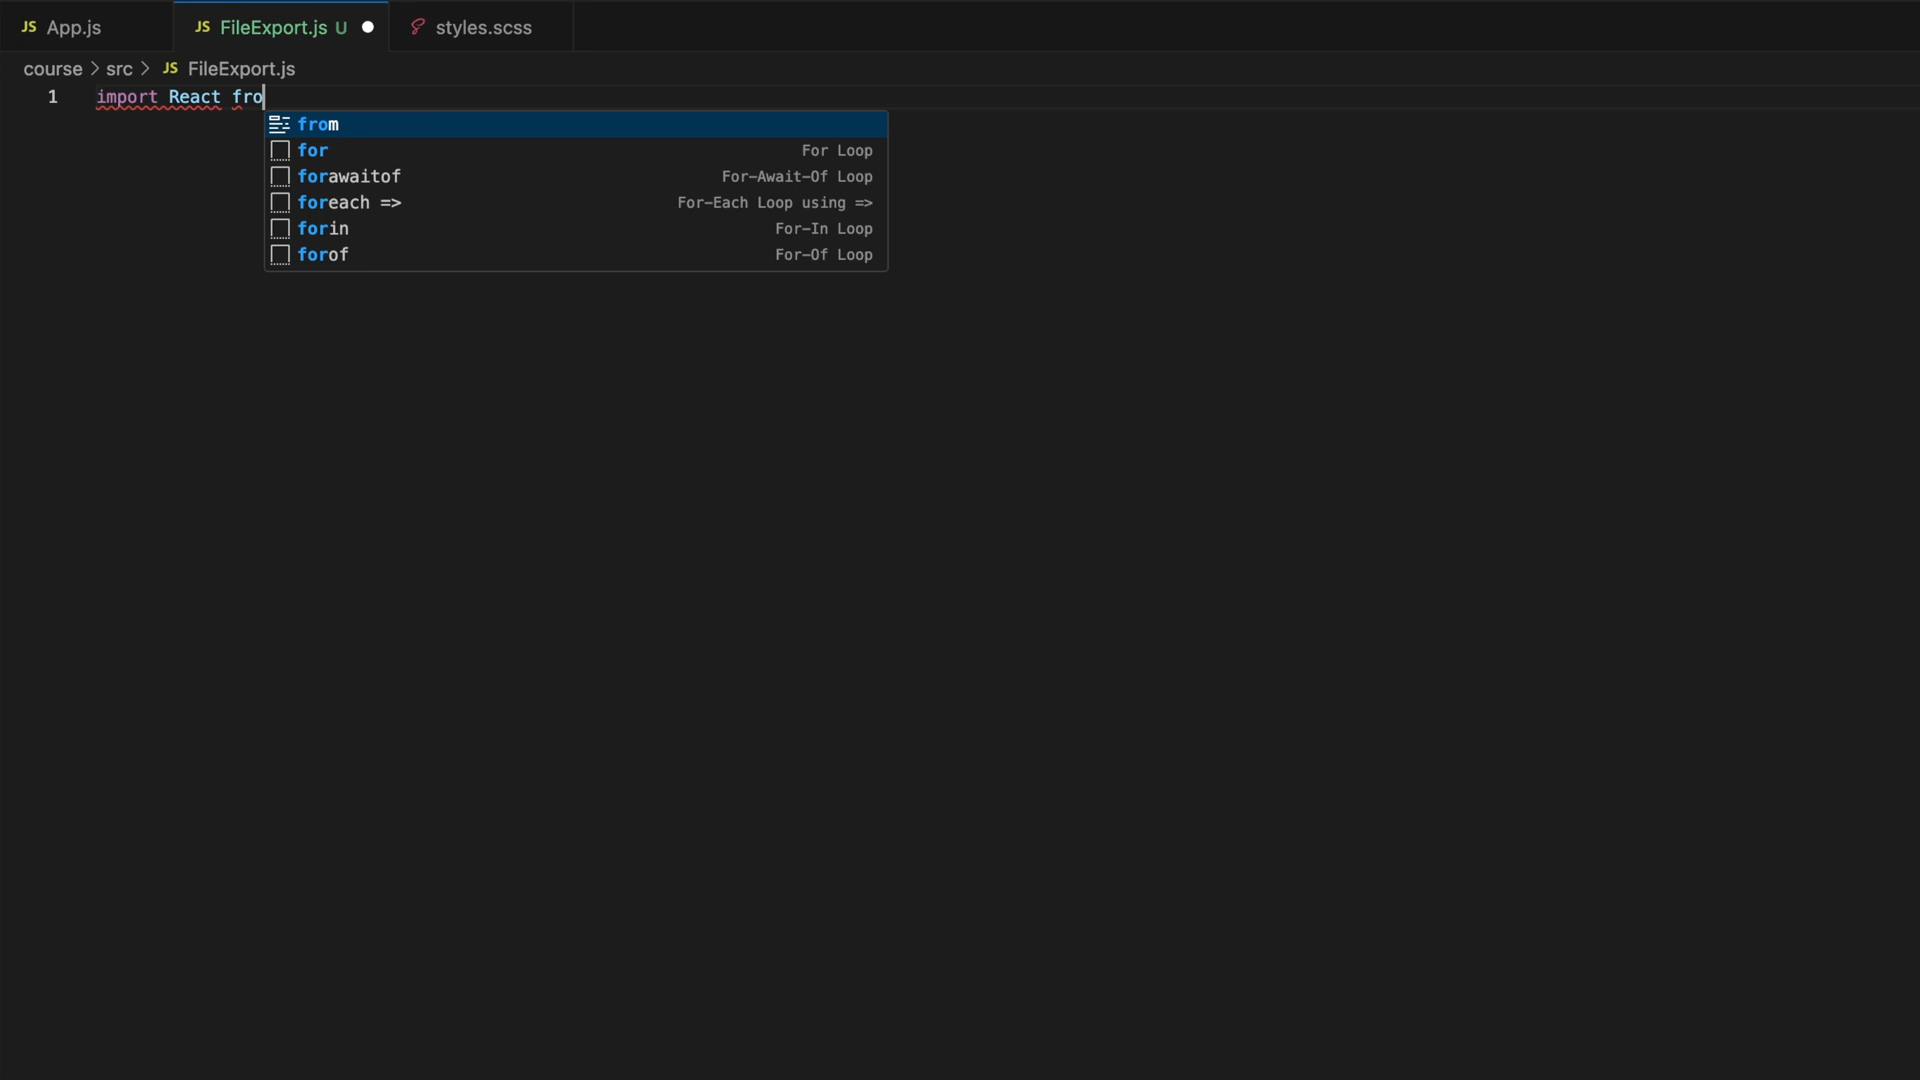 JS App.js JS FileExport.js U styles.scss
course > src > JS FileExport.js
1 import React fro
from
for For Loop
forawaitof For-Await-Of Loop
foreach => For-Each Loop using =>
forin For-In Loop
forof For-Of Loop